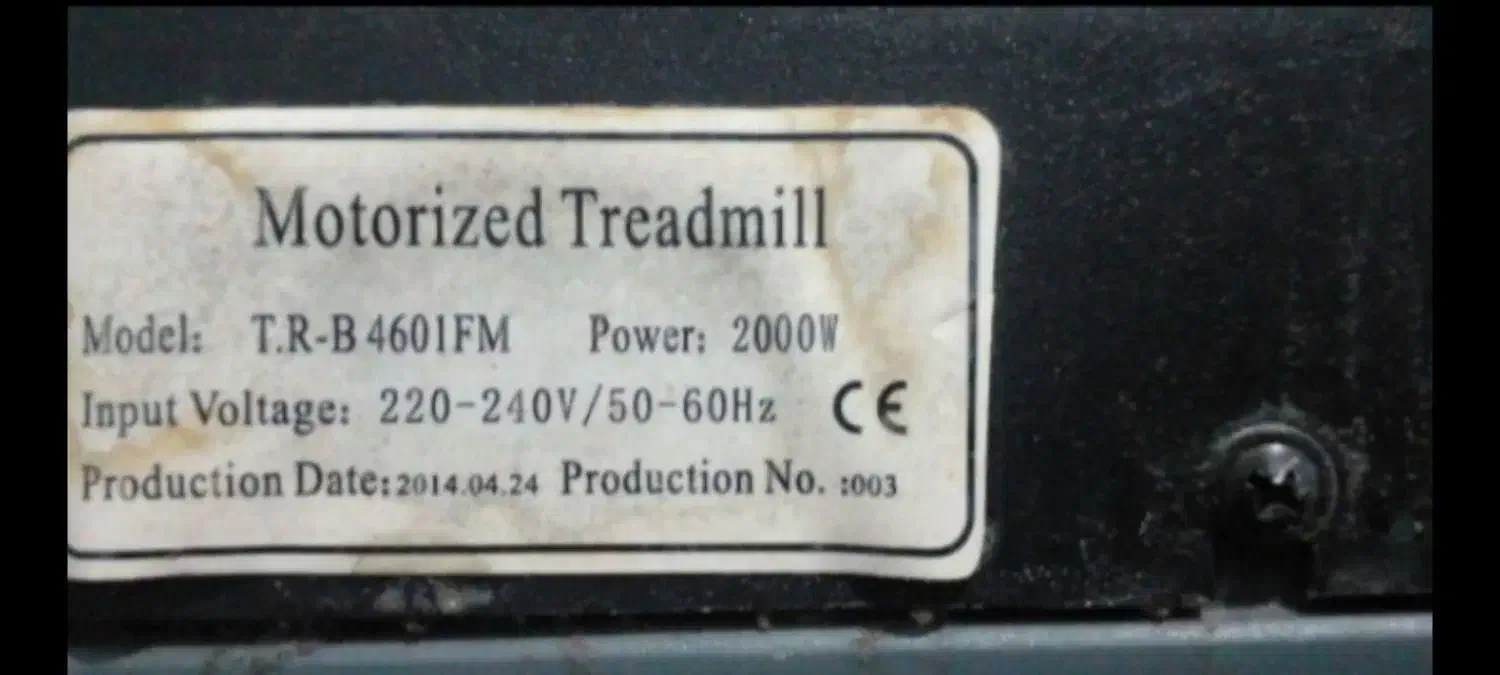 Motorized Treadmill
Model: T.R-B 4601FM Power: 2000W
Input Voltage: 220-240V/50-60Hz CE
Production Date:2014.04.24 Production No. :003